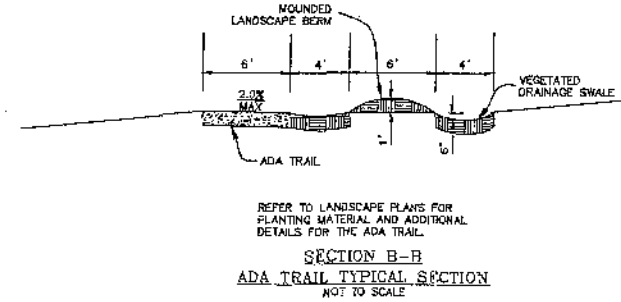 MOUNDED
LANDSCAPE BERM
6' 4' 6' 4'
VEGETATED
DRAINAGE SWALE
2.0%
MAX
1'
6"
ADA TRAIL
REFER TO LANDSCAPE PLANS FOR
PLANTING MATERIAL AND ADDITIONAL
DETAILS FOR THE ADA TRAIL.
SECTION B-B
ADA TRAIL TYPICAL SECTION
NOT TO SCALE